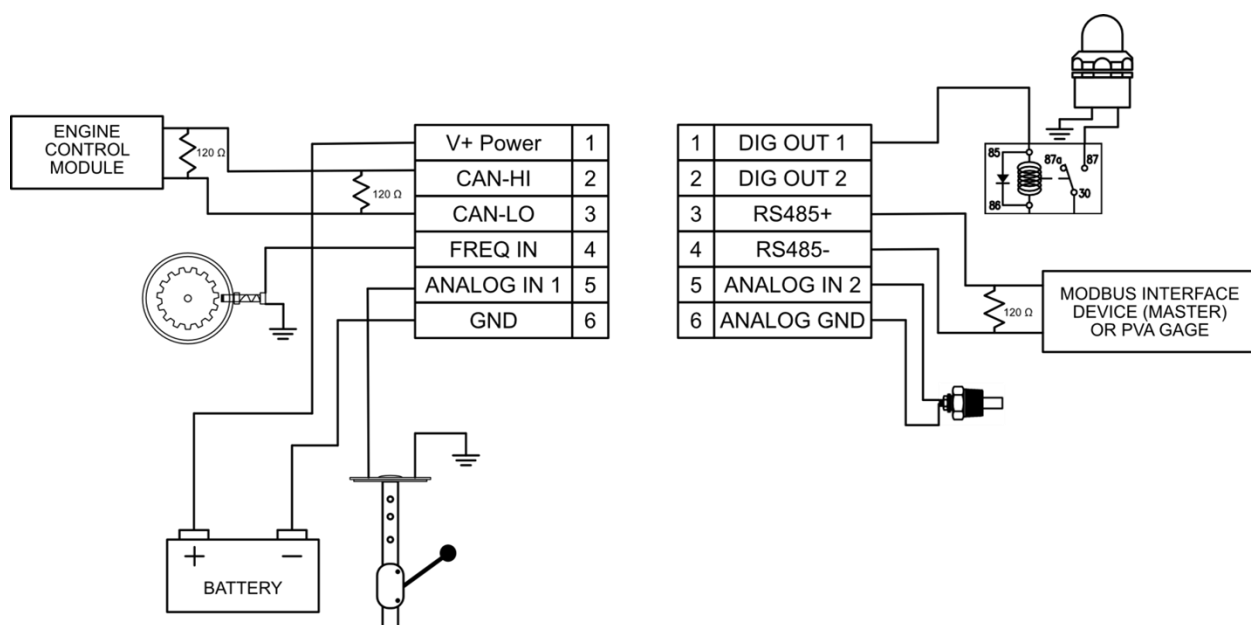 ENGINE
CONTROL
MODULE
120 Ω
120 Ω
V+ Power 1
CAN-HI 2
CAN-LO 3
FREQ IN 4
ANALOG IN 1 5
GND 6
+ −
BATTERY
1 DIG OUT 1
2 DIG OUT 2
3 RS485+
4 RS485-
5 ANALOG IN 2
6 ANALOG GND
85 87a 87
86 30
120 Ω
MODBUS INTERFACE
DEVICE (MASTER)
OR PVA GAGE